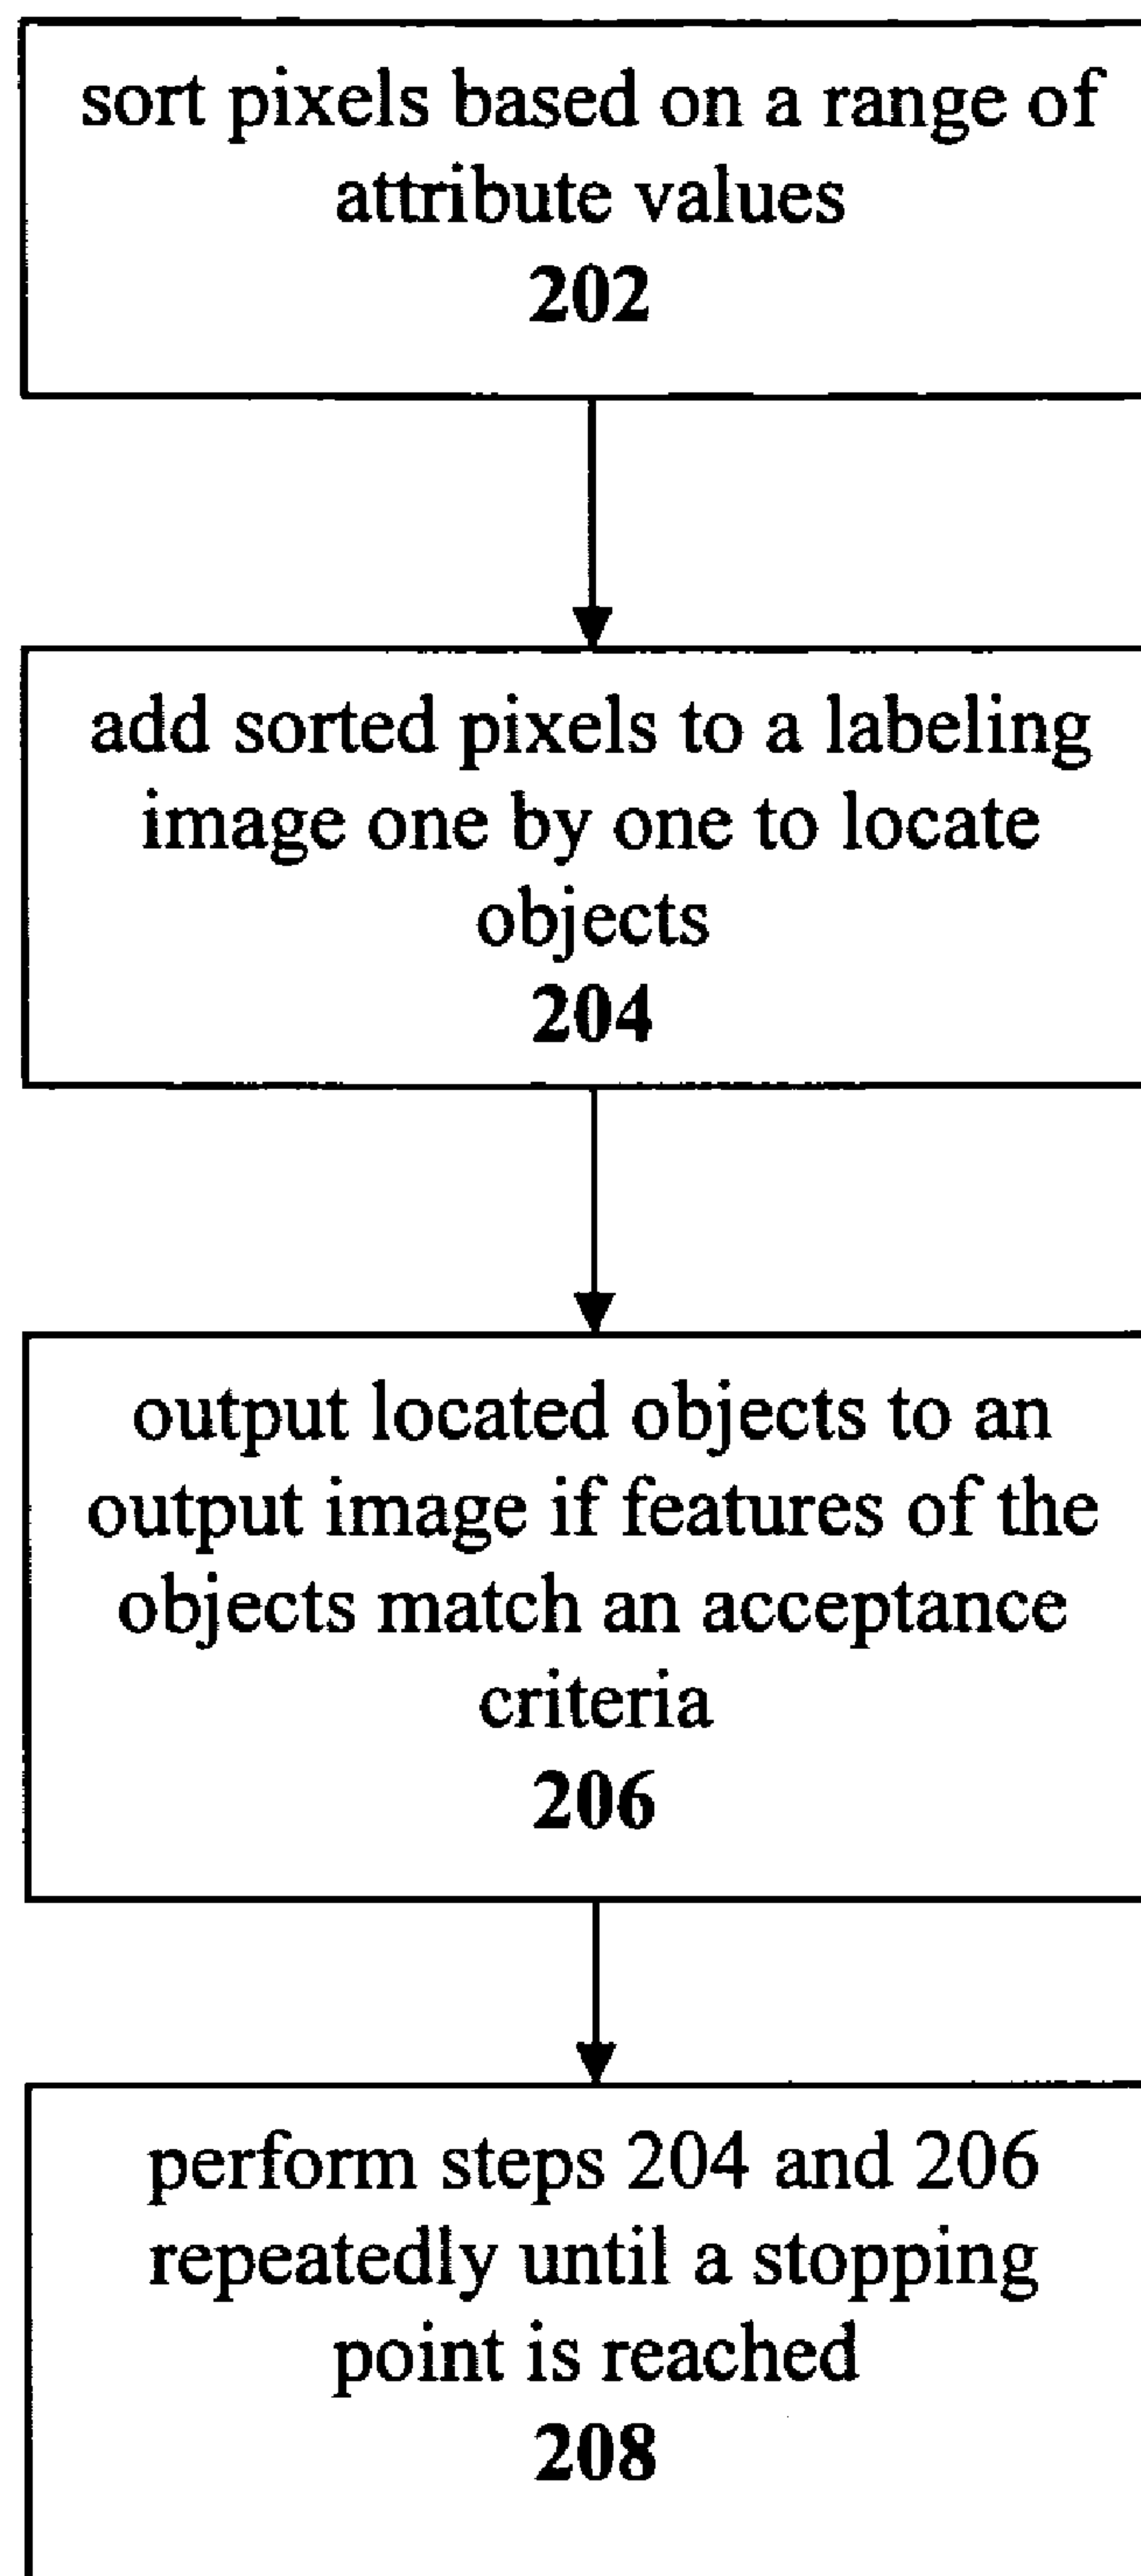 sort pixels based on a range of
attribute values
202
add sorted pixels to a labeling
image one by one to locate
objects
204
output located objects to an
output image if features of the
objects match an acceptance
criteria
206
perform steps 204 and 206
repeatedly until a stopping
point is reached
208